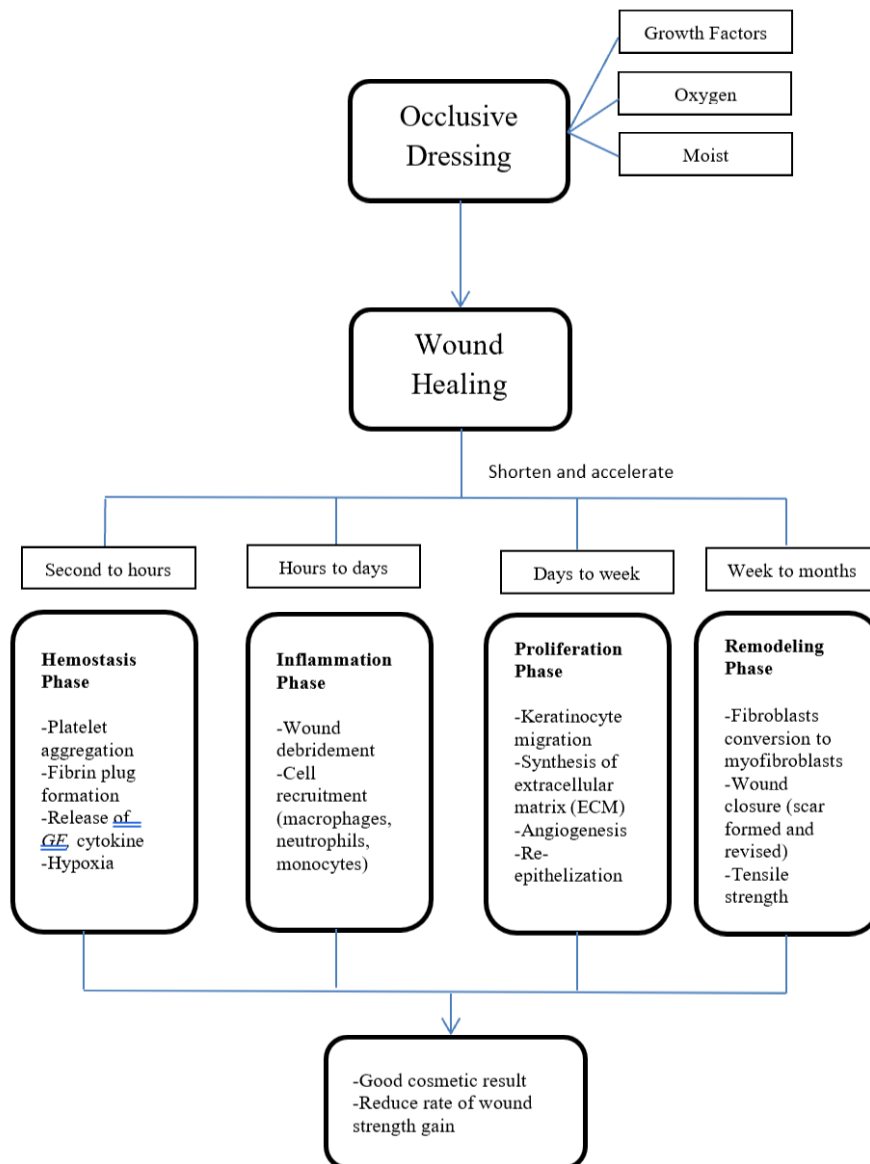 Growth Factors
Oxygen
Moist
Occlusive
Dressing
Wound
Healing
Shorten and accelerate
Second to hours
Hours to days
Days to week
Week to months
Hemostasis
Phase
-Platelet
aggregation
-Fibrin plug
formation
-Release of
GF, cytokine
-Hypoxia
Inflammation
Phase
-Wound
debridement
-Cell
recruitment
(macrophages,
neutrophils,
monocytes)
Proliferation
Phase
-Keratinocyte
migration
-Synthesis of
extracellular
matrix (ECM)
-Angiogenesis
-Re-
epithelization
Remodeling
Phase
-Fibroblasts
conversion to
myofibroblasts
-Wound
closure (scar
formed and
revised)
-Tensile
strength
-Good cosmetic result
-Reduce rate of wound
strength gain